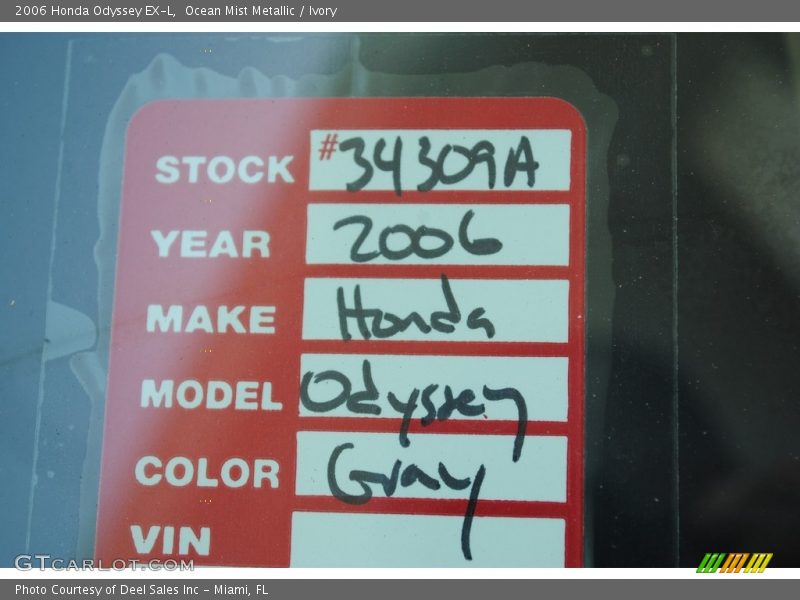 2006 Honda Odyssey EX-L, Ocean Mist Metallic / Ivory
STOCK #34309A
YEAR 2006
MAKE Honda
MODEL Odyssey
COLOR Gray
VIN
GTCARLOT.COM
Photo Courtesy of Deel Sales Inc - Miami, FL